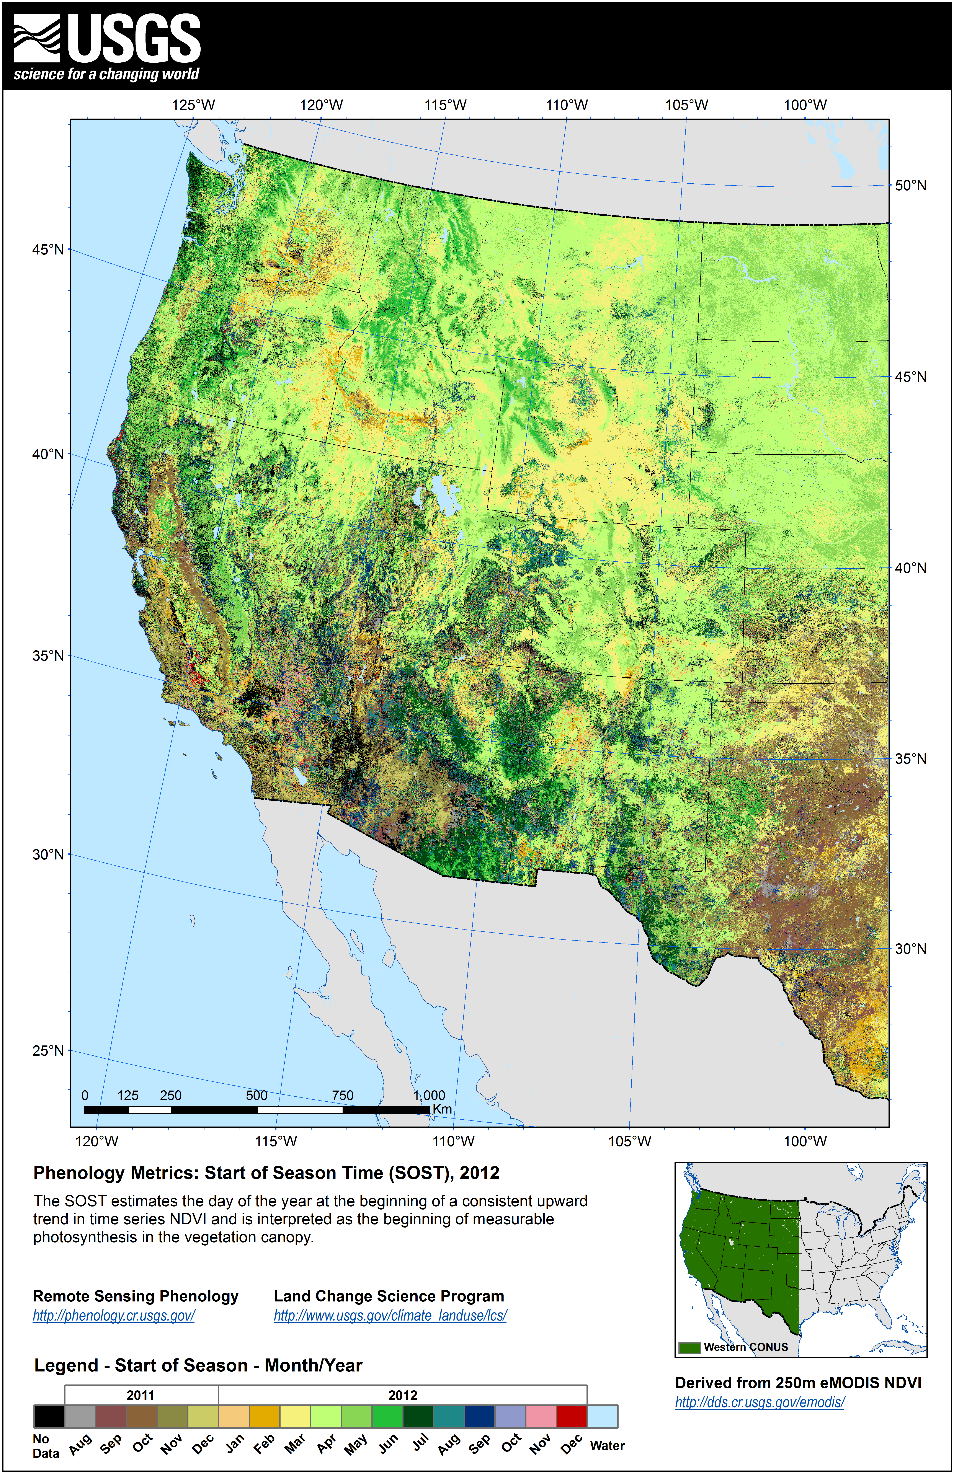 USGS
science for a changing world
125°W 120°W 115°W 110°W 105°W 100°W
50°N
45°N
45°N
40°N
40°N
35°N
35°N
30°N
30°N
25°N
0 125 250 500 750 1,000
Km
120°W 115°W 110°W 105°W 100°W
Phenology Metrics: Start of Season Time (SOST), 2012
The SOST estimates the day of the year at the beginning of a consistent upward
trend in time series NDVI and is interpreted as the beginning of measurable
photosynthesis in the vegetation canopy.
Remote Sensing Phenology
http://phenology.cr.usgs.gov/
Land Change Science Program
http://www.usgs.gov/climate_landuse/lcs/
Western CONUS
Derived from 250m eMODIS NDVI
http://dds.cr.usgs.gov/emodis/
Legend - Start of Season - Month/Year
2011 2012
No
Data
Aug Sep Oct Nov Dec Jan Feb Mar Apr May Jun Jul Aug Sep Oct Nov Dec Water